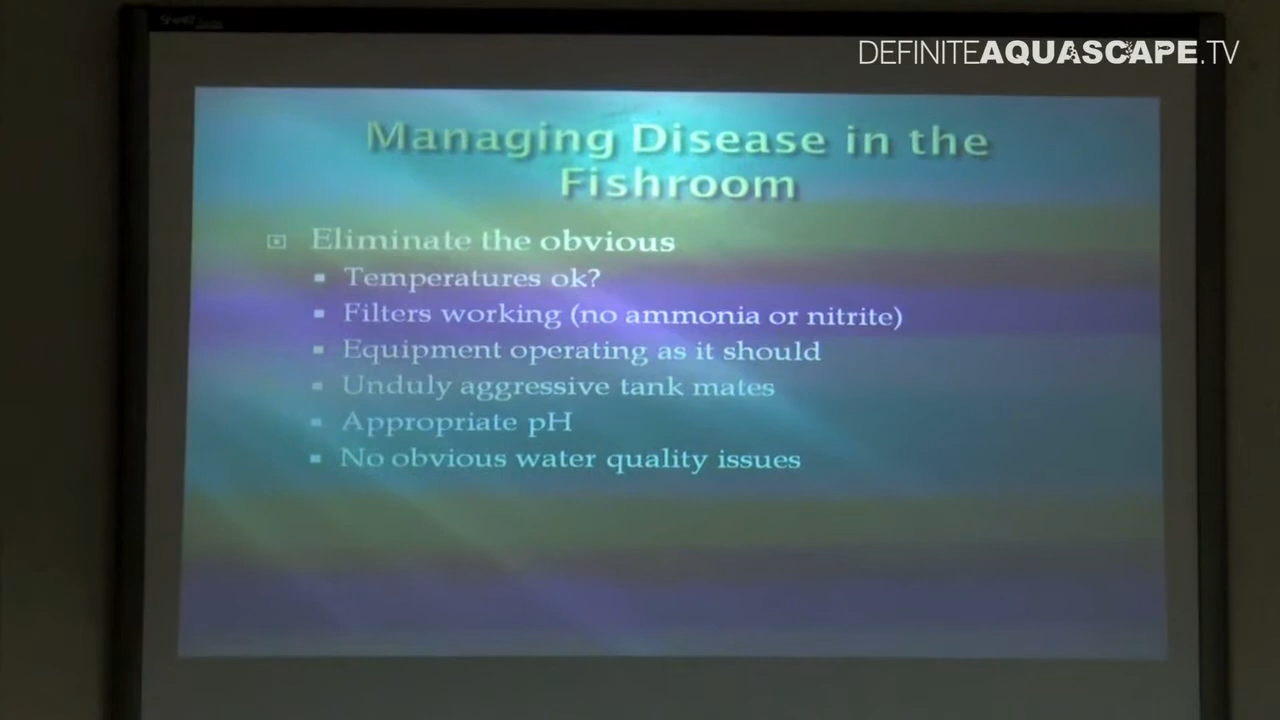 DEFINITEAQUASCAPE.TV
Managing Disease in the
Fishroom
Eliminate the obvious
Temperatures ok?
Filters working (no ammonia or nitrite)
Equipment operating as it should
Unduly aggressive tank mates
Appropriate pH
No obvious water quality issues